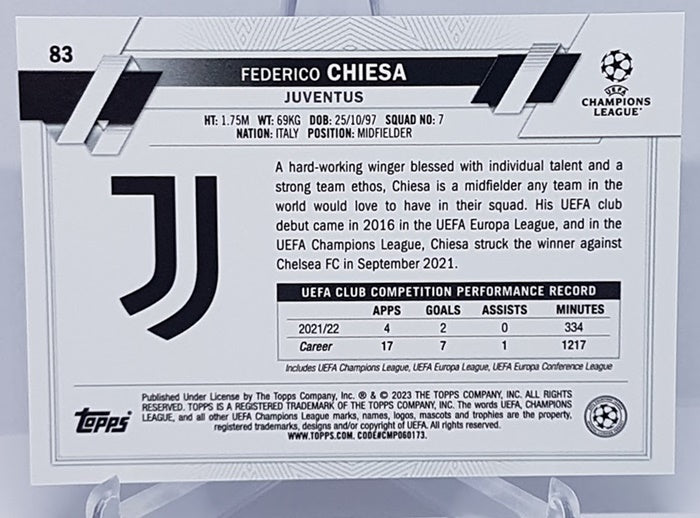 83
FEDERICO CHIESA
JUVENTUS
HT: 1.75M WT: 69KG DOB: 25/10/97 SQUAD NO: 7
NATION: ITALY POSITION: MIDFIELDER
UEFA
CHAMPIONS
LEAGUE
A hard-working winger blessed with individual talent and a
strong team ethos, Chiesa is a midfielder any team in the
world would love to have in their squad. His UEFA club
debut came in 2016 in the UEFA Europa League, and in the
UEFA Champions League, Chiesa struck the winner against
Chelsea FC in September 2021.
UEFA CLUB COMPETITION PERFORMANCE RECORD
APPS GOALS ASSISTS MINUTES
2021/22 4 2 0 334
Career 17 7 1 1217
Includes UEFA Champions League, UEFA Europa League, UEFA Europa Conference League
Topps
Published Under License by The Topps Company, Inc. ® & © 2023 THE TOPPS COMPANY, INC. ALL RIGHTS
RESERVED. TOPPS IS A REGISTERED TRADEMARK OF THE TOPPS COMPANY, INC. The words UEFA, CHAMPIONS
LEAGUE, and all other UEFA Champions League marks, names, logos, mascots and trophies are the property,
registered trademarks, designs and/or copyright of UEFA. All rights reserved.
WWW.TOPPS.COM. CODE#CMP060173.